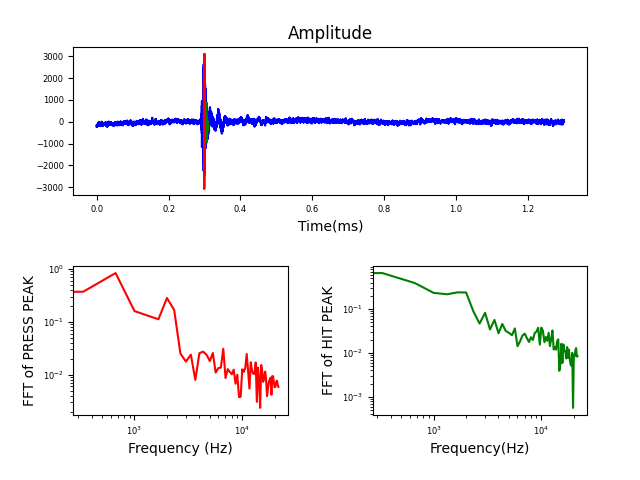 Amplitude
3000
2000
1000
0
−1000
−2000
−3000
0.0 0.2 0.4 0.6 0.8 1.0 1.2
Time(ms)
FFT of PRESS PEAK
10⁰
10⁻¹
10⁻²
10³ 10⁴
Frequency (Hz)
FFT of HIT PEAK
10⁻¹
10⁻²
10⁻³
10³ 10⁴
Frequency(Hz)